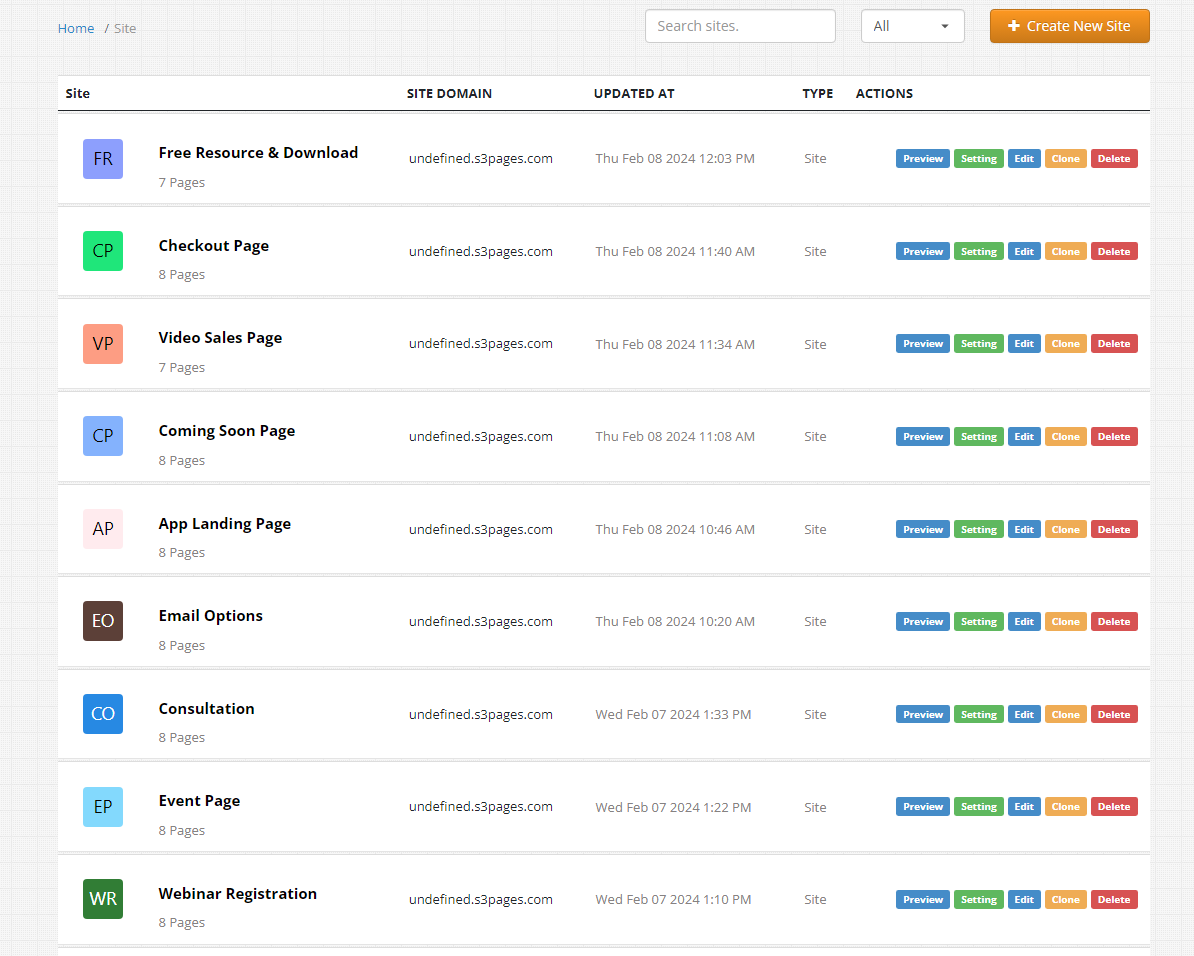 Home / Site
Search sites.
All
Create New Site
Site SITE DOMAIN UPDATED AT TYPE ACTIONS
FR
Free Resource & Download
7 Pages
undefined.s3pages.com
Thu Feb 08 2024 12:03 PM
Site
Preview Setting Edit Clone Delete
CP
Checkout Page
8 Pages
undefined.s3pages.com
Thu Feb 08 2024 11:40 AM
Site
Preview Setting Edit Clone Delete
VP
Video Sales Page
7 Pages
undefined.s3pages.com
Thu Feb 08 2024 11:34 AM
Site
Preview Setting Edit Clone Delete
CP
Coming Soon Page
8 Pages
undefined.s3pages.com
Thu Feb 08 2024 11:08 AM
Site
Preview Setting Edit Clone Delete
AP
App Landing Page
8 Pages
undefined.s3pages.com
Thu Feb 08 2024 10:46 AM
Site
Preview Setting Edit Clone Delete
EO
Email Options
8 Pages
undefined.s3pages.com
Thu Feb 08 2024 10:20 AM
Site
Preview Setting Edit Clone Delete
CO
Consultation
8 Pages
undefined.s3pages.com
Wed Feb 07 2024 1:33 PM
Site
Preview Setting Edit Clone Delete
EP
Event Page
8 Pages
undefined.s3pages.com
Wed Feb 07 2024 1:22 PM
Site
Preview Setting Edit Clone Delete
WR
Webinar Registration
8 Pages
undefined.s3pages.com
Wed Feb 07 2024 1:10 PM
Site
Preview Setting Edit Clone Delete